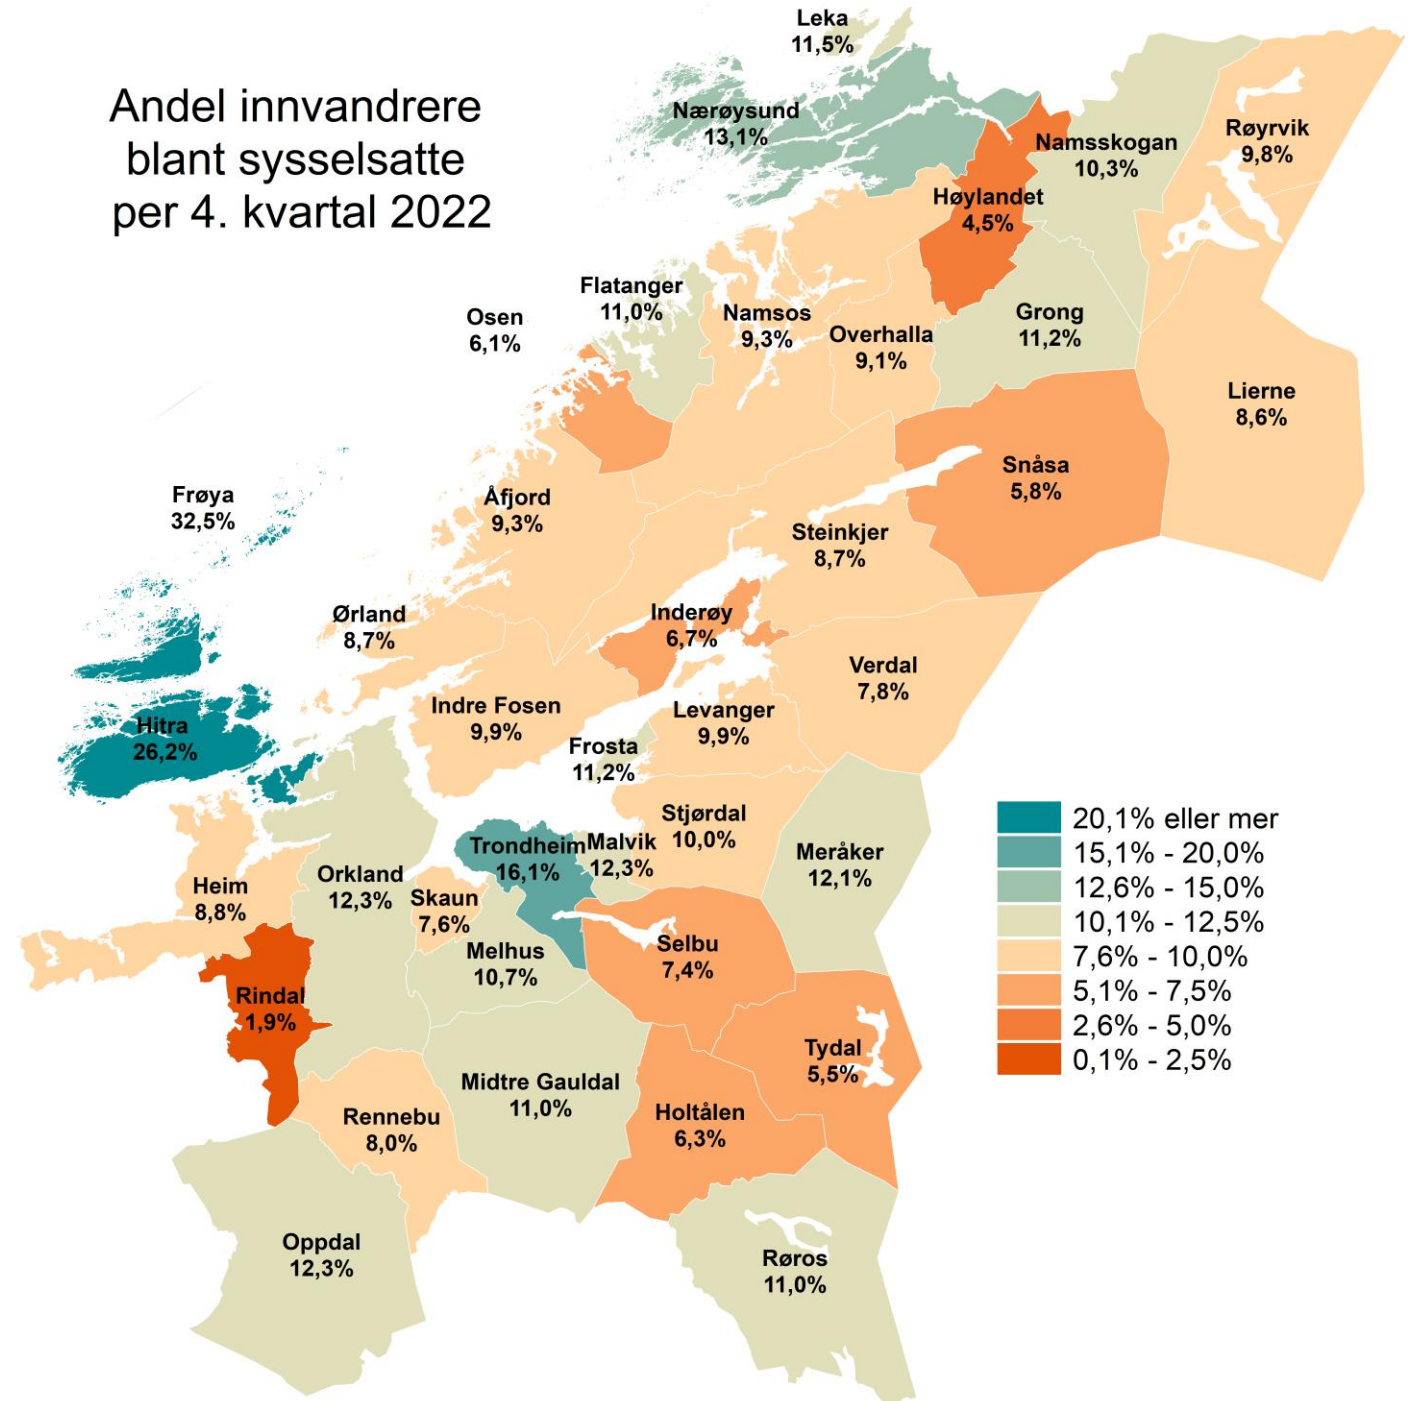 Andel innvandrere
blant sysselsatte
per 4. kvartal 2022
Leka
11,5%
Nærøysund
13,1%
Røyrvik
9,8%
Namsskogan
10,3%
Høylandet
4,5%
Flatanger
11,0%
Osen
6,1%
Namsos
9,3%
Overhalla
9,1%
Grong
11,2%
Lierne
8,6%
Snåsa
5,8%
Frøya
32,5%
Åfjord
9,3%
Steinkjer
8,7%
Ørland
8,7%
Inderøy
6,7%
Verdal
7,8%
Indre Fosen
9,9%
Levanger
9,9%
Hitra
26,2%
Frosta
11,2%
Stjørdal
10,0%
Trondheim
16,1%
Malvik
12,3%
Meråker
12,1%
Orkland
12,3%
Heim
8,8%
Skaun
7,6%
Melhus
10,7%
Selbu
7,4%
Rindal
1,9%
Tydal
5,5%
Midtre Gauldal
11,0%
Rennebu
8,0%
Holtålen
6,3%
Oppdal
12,3%
Røros
11,0%
20,1% eller mer
15,1% - 20,0%
12,6% - 15,0%
10,1% - 12,5%
7,6% - 10,0%
5,1% - 7,5%
2,6% - 5,0%
0,1% - 2,5%